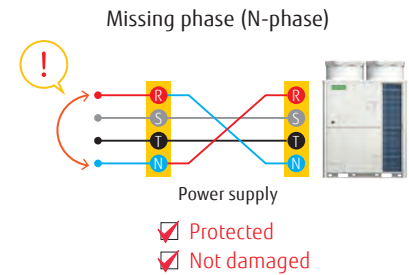 Missing phase (N-phase)
!
R R
S S
T T
N N
Power supply
Protected
Not damaged